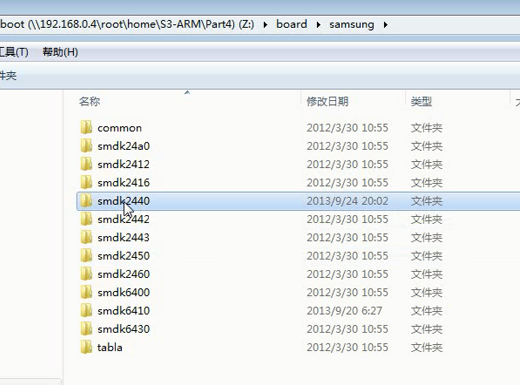 boot (\\192.168.0.4\root\home\S3-ARM\Part4) (Z:) ▸ board ▸ samsung ▸
工具(T) 帮助(H)
件夹
名称 修改日期 类型
common 2012/3/30 10:55 文件夹
smdk24a0 2012/3/30 10:55 文件夹
smdk2412 2012/3/30 10:55 文件夹
smdk2416 2012/3/30 10:55 文件夹
smdk2440 2013/9/24 20:02 文件夹
smdk2442 2012/3/30 10:55 文件夹
smdk2443 2012/3/30 10:55 文件夹
smdk2450 2012/3/30 10:55 文件夹
smdk2460 2012/3/30 10:55 文件夹
smdk6400 2012/3/30 10:55 文件夹
smdk6410 2013/9/20 6:27 文件夹
smdk6430 2012/3/30 10:55 文件夹
tabla 2012/3/30 10:55 文件夹